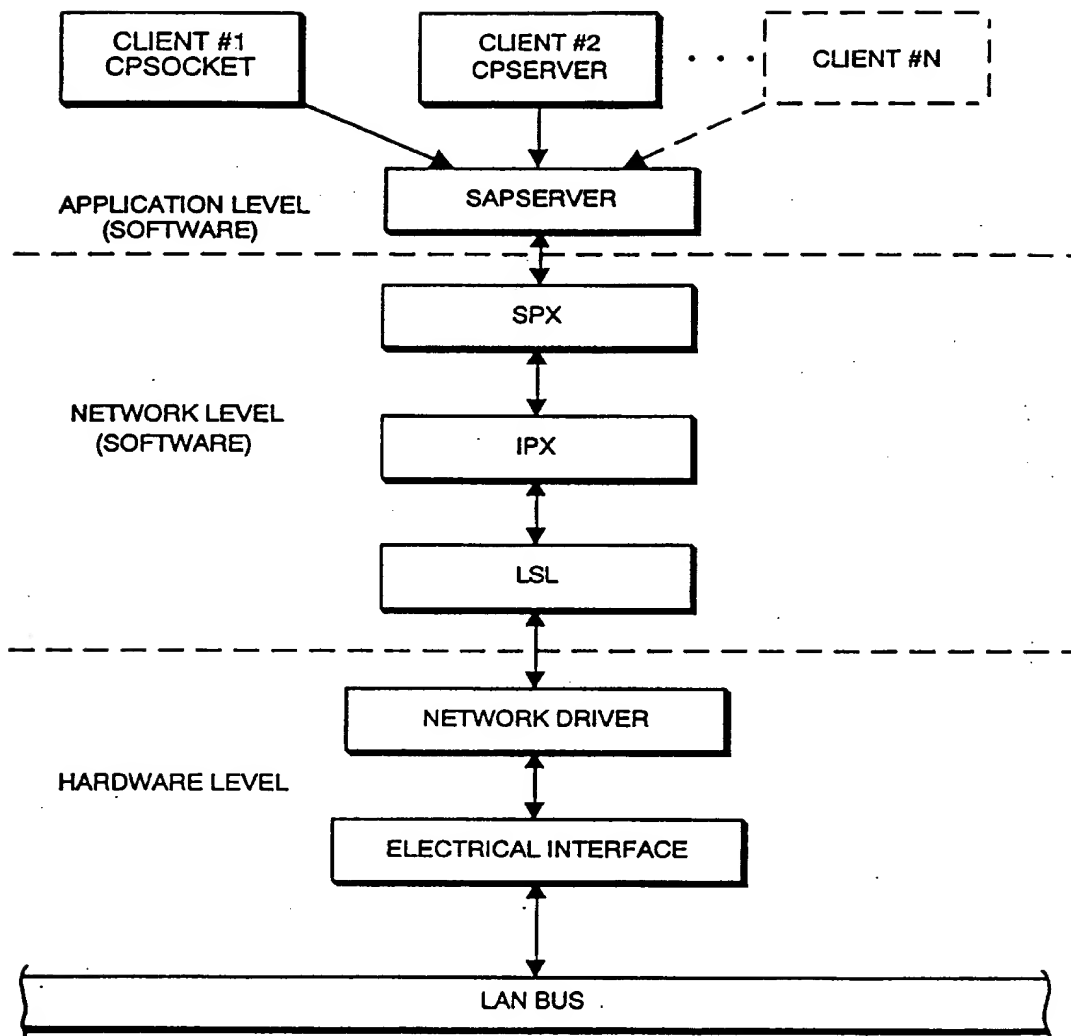 CLIENT #1
CPSOCKET
CLIENT #2
CPSERVER
CLIENT #N
SAPSERVER
APPLICATION LEVEL
(SOFTWARE)
SPX
NETWORK LEVEL
(SOFTWARE)
IPX
LSL
NETWORK DRIVER
HARDWARE LEVEL
ELECTRICAL INTERFACE
LAN BUS